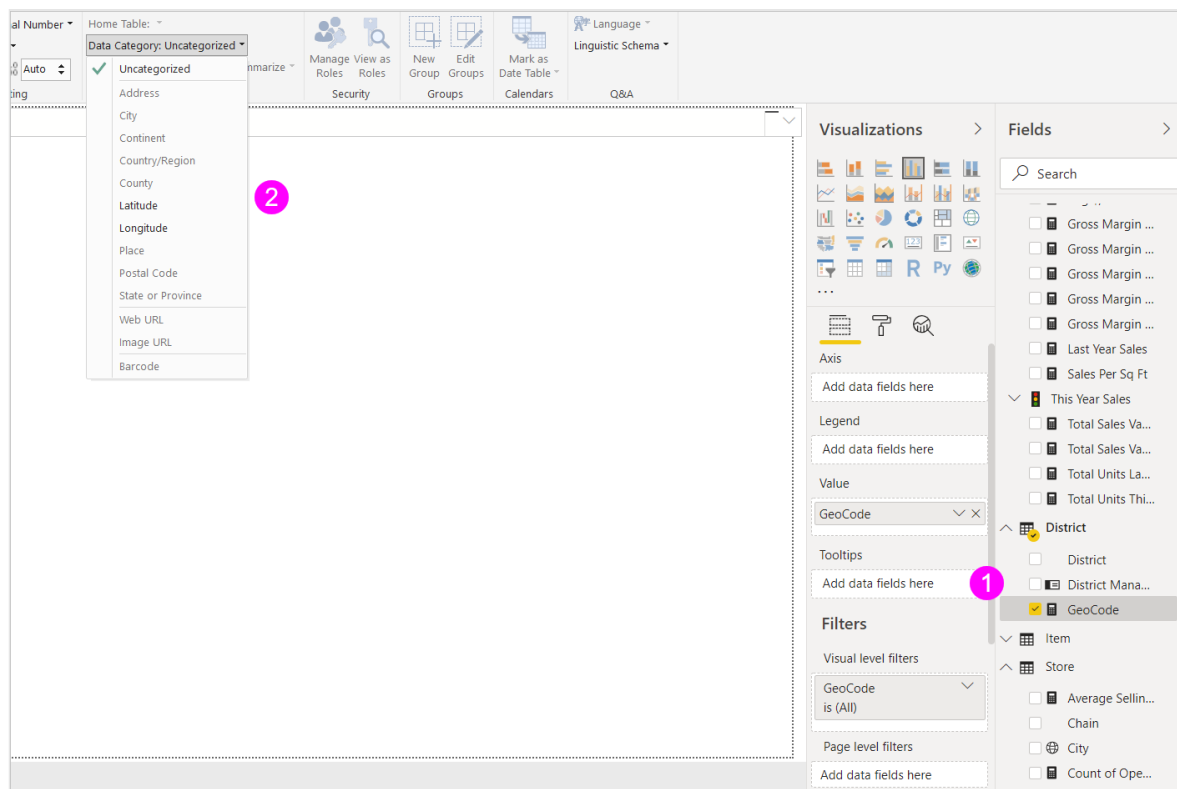 al Number
Home Table:
Language
Data Category: Uncategorized
Linguistic Schema
Auto
mmarize
Manage Roles
View as Roles
New Group
Edit Groups
Mark as Date Table
ting
Security
Groups
Calendars
Q&A
Uncategorized
Address
City
Continent
Country/Region
County
Latitude
Longitude
Place
Postal Code
State or Province
Web URL
Image URL
Barcode
2
Visualizations
123
R
Py
...
Axis
Add data fields here
Legend
Add data fields here
Value
GeoCode
Tooltips
Add data fields here
1
Filters
Visual level filters
GeoCode
is (All)
Page level filters
Add data fields here
Fields
Search
Gross Margin ...
Gross Margin ...
Gross Margin ...
Gross Margin ...
Gross Margin ...
Last Year Sales
Sales Per Sq Ft
This Year Sales
Total Sales Va...
Total Sales Va...
Total Units La...
Total Units Thi...
District
District
District Mana...
GeoCode
Item
Store
Average Sellin...
Chain
City
Count of Ope...